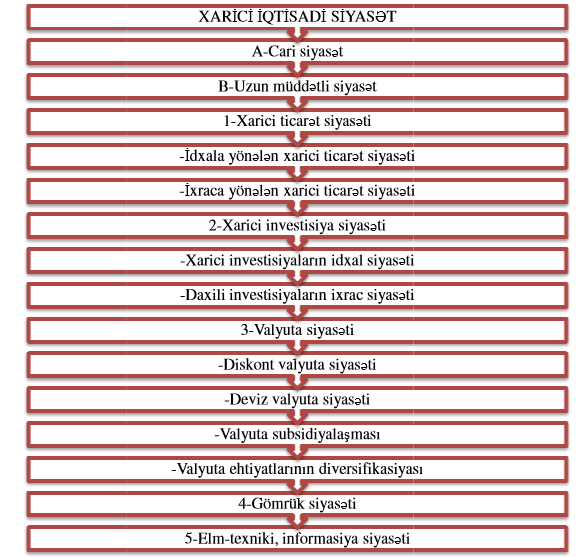 XARİCİ İQTİSADİ SİYASƏT
A-Cari siyasət
B-Uzun müddətli siyasət
1-Xarici ticarət siyasəti
-İdxala yönələn xarici ticarət siyasəti
-İxraca yönələn xarici ticarət siyasəti
2-Xarici investisiya siyasəti
-Xarici investisiyaların idxal siyasəti
-Daxili investisiyaların ixrac siyasəti
3-Valyuta siyasəti
-Diskont valyuta siyasəti
-Deviz valyuta siyasəti
-Valyuta subsidiyalaşması
-Valyuta ehtiyatlarının diversifikasiyası
4-Gömrük siyasəti
5-Elm-texniki, informasiya siyasəti